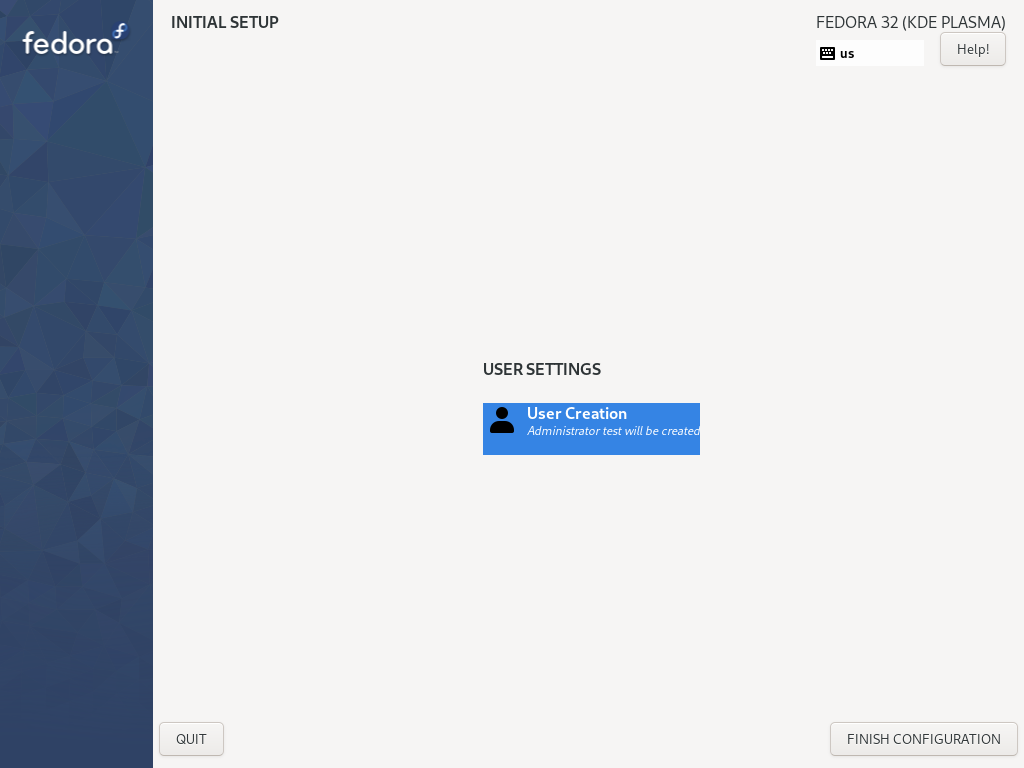 fedora
INITIAL SETUP
FEDORA 32 (KDE PLASMA)
us
Help!
USER SETTINGS
User Creation
Administrator test will be created
QUIT
FINISH CONFIGURATION